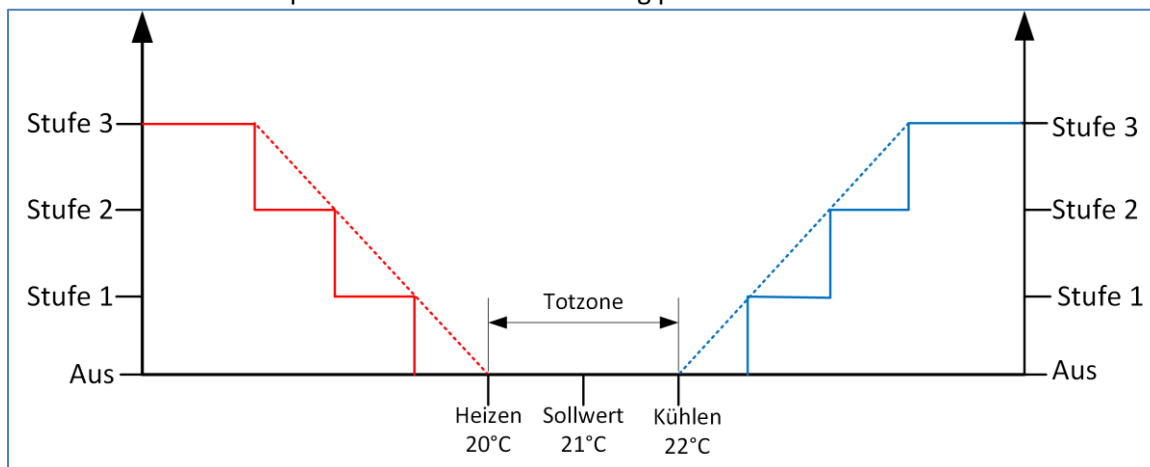 Stufe 3
Stufe 3
Stufe 2
Stufe 2
Stufe 1
Stufe 1
Totzone
Aus
Aus
Heizen Sollwert Kühlen
20°C 21°C 22°C